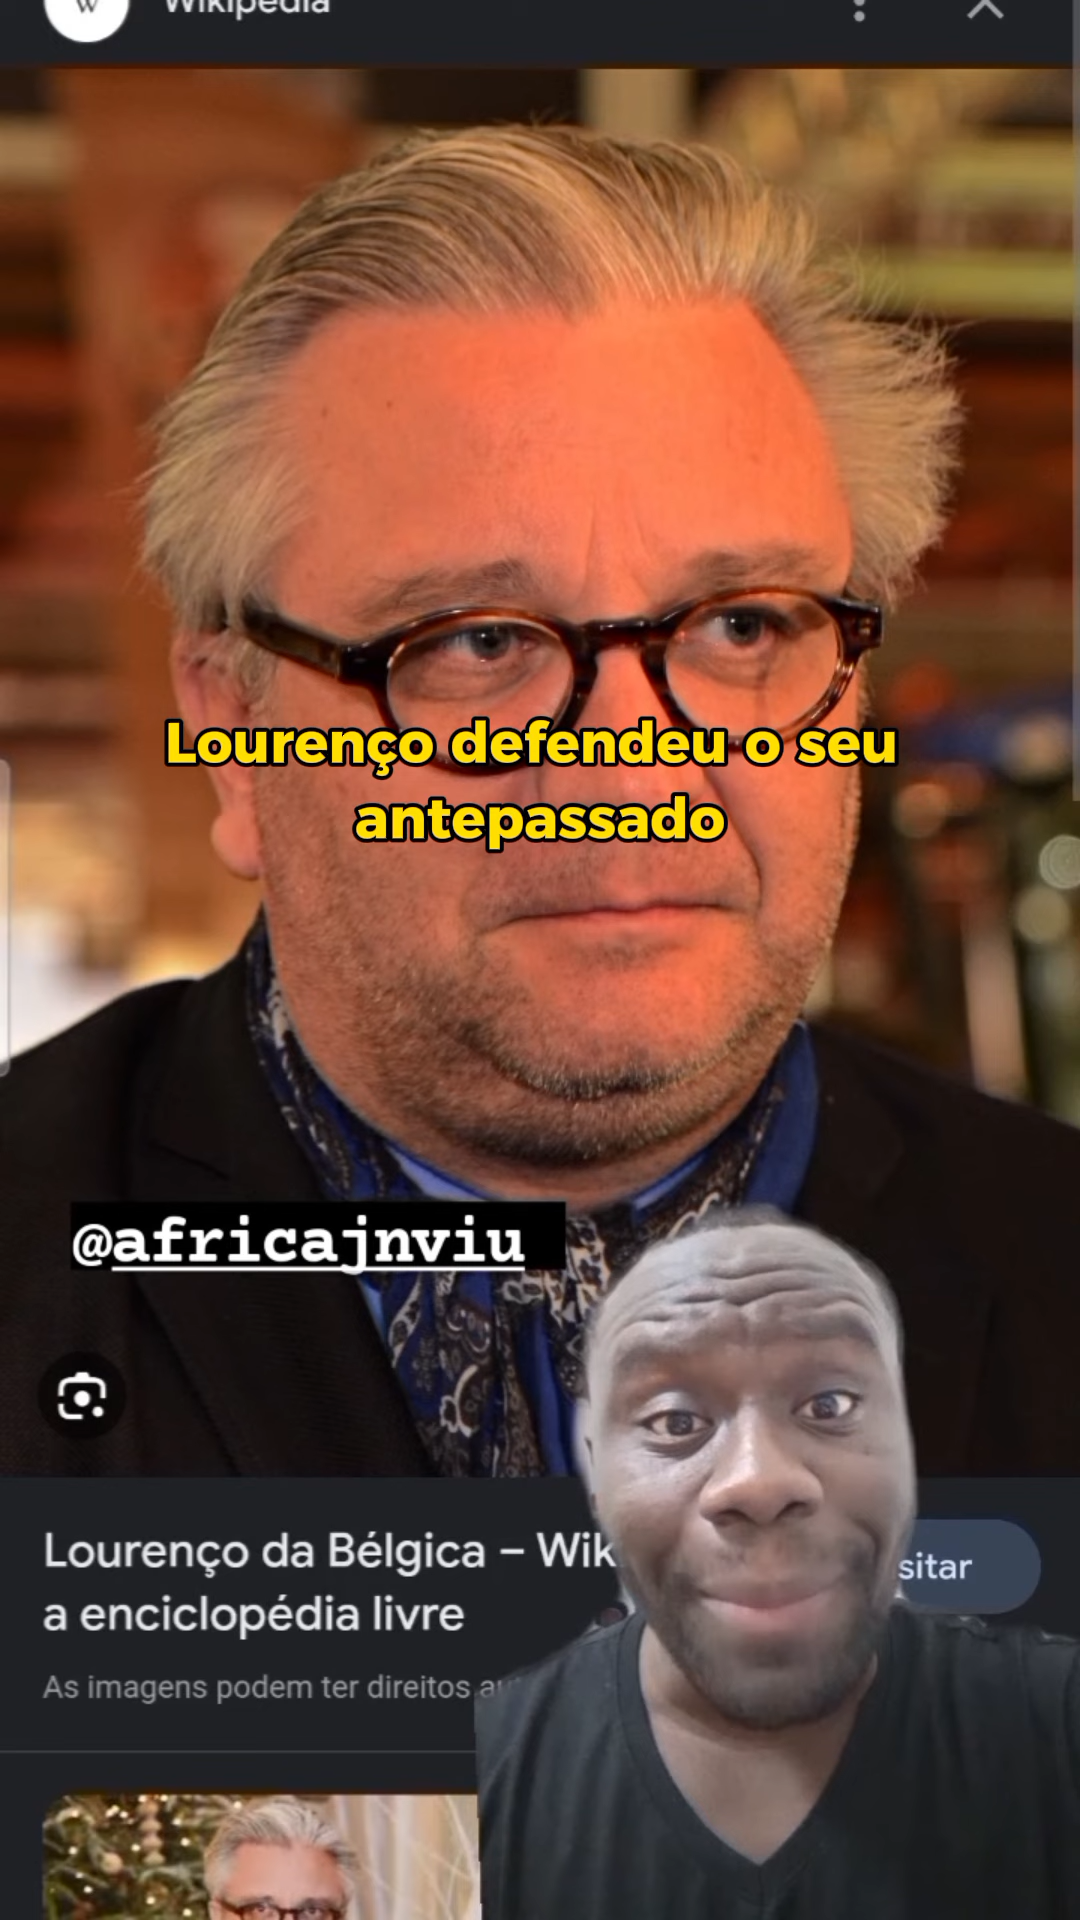 W
Wikipedia
Lourenço defendeu o seu
antepassado
@africajnviu
Lourenço da Bélgica – Wik
a enciclopédia livre
sitar
As imagens podem ter direitos